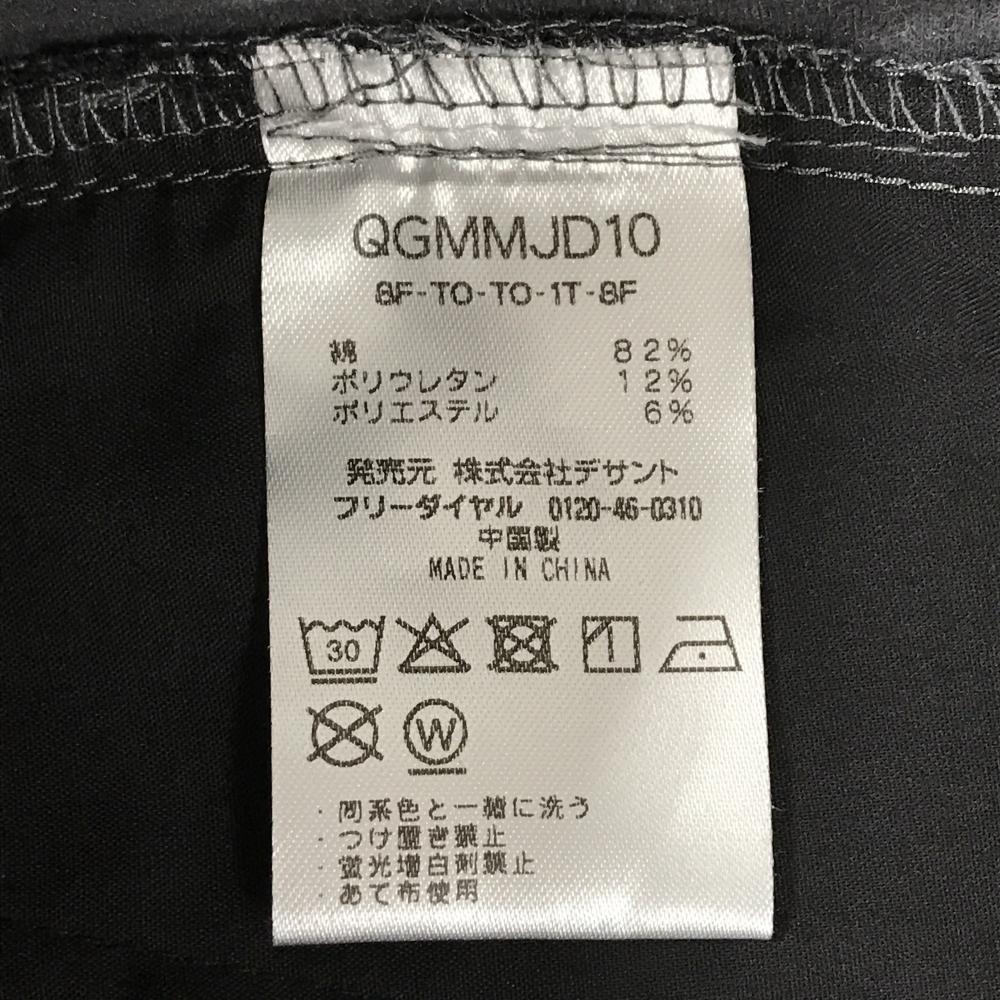 QGMMJD10
8F-TO-TO-1T-8F
綿 82%
ポリウレタン 12%
ポリエステル 6%
発売元 株式会社デサント
フリーダイヤル 0120-46-0310
中国製
MADE IN CHINA
30
W
・同系色と一緒に洗う
・つけ置き禁止
・蛍光増白剤禁止
・あて布使用